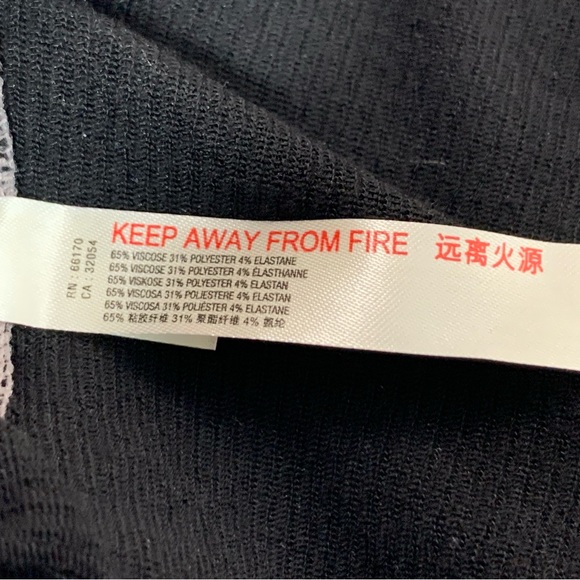 RN : 66170
CA : 32054
KEEP AWAY FROM FIRE 远离火源
65% VISCOSE 31% POLYESTER 4% ELASTANE
65% VISCOSE 31% POLYESTER 4% ÉLASTHANNE
65% VISKOSE 31% POLYESTER 4% ELASTAN
65% VISCOSA 31% POLIESTERE 4% ELASTAN
65% VISCOSA 31% POLIÉSTER 4% ELASTANE
65% 粘胶纤维 31% 聚酯纤维 4% 氨纶